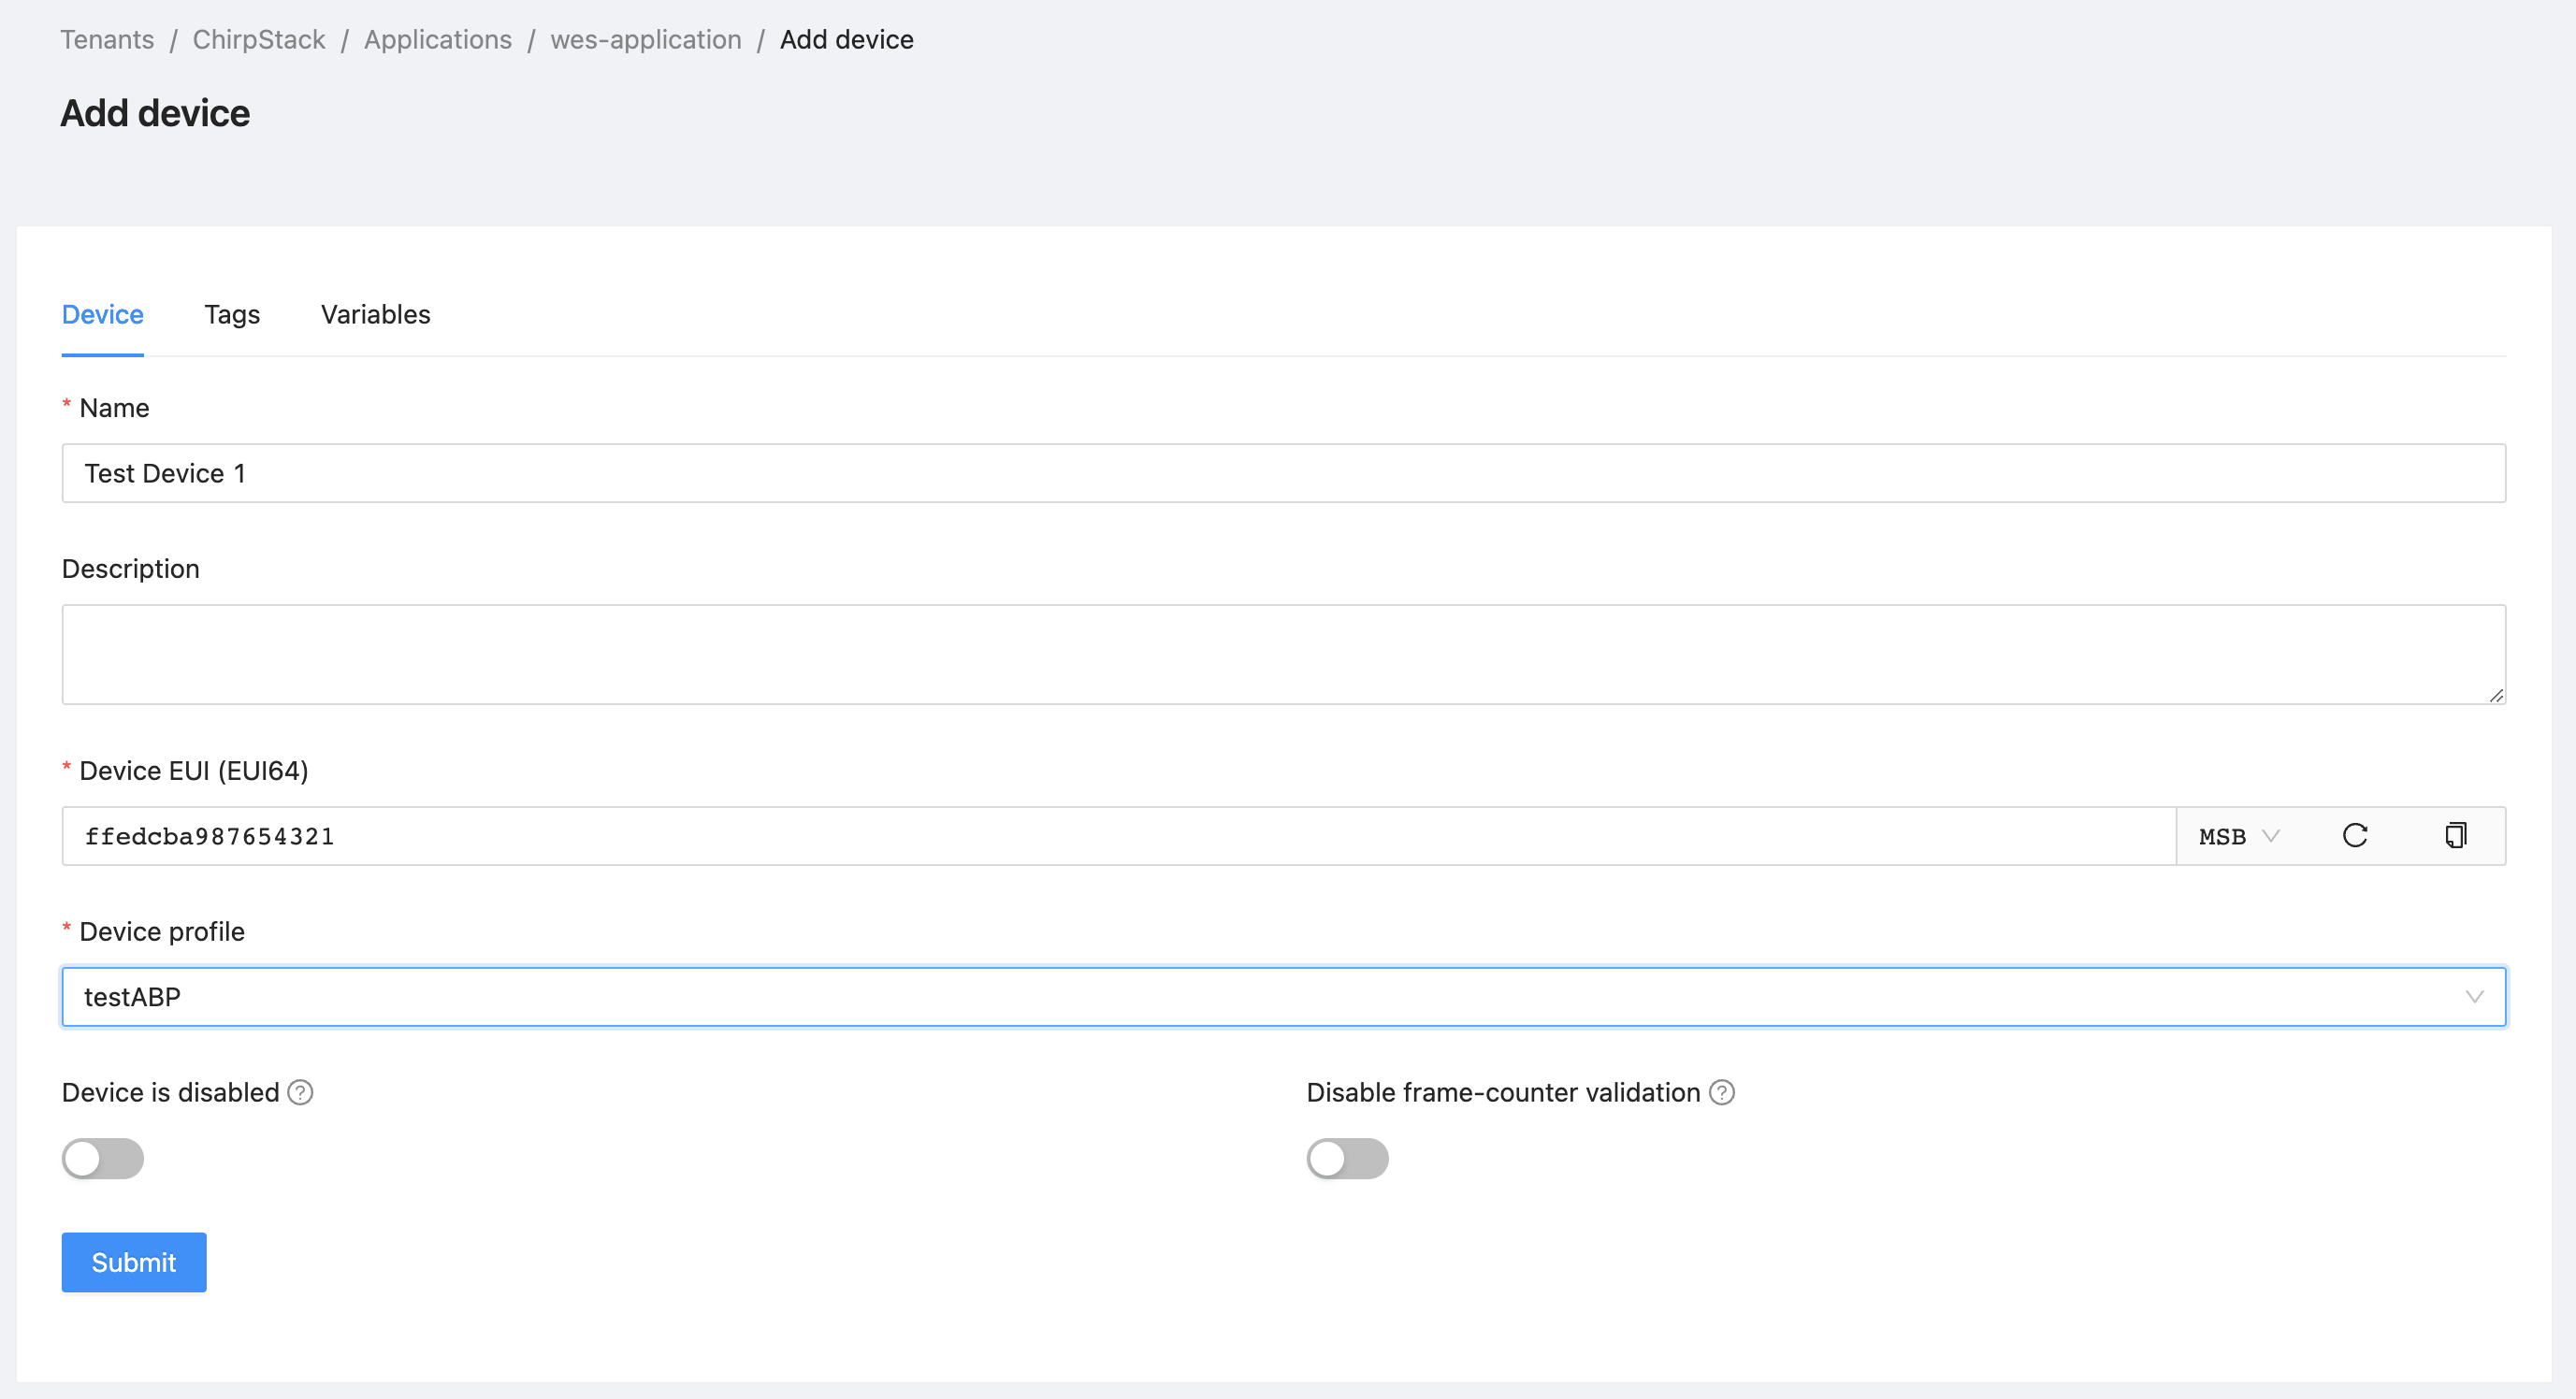 Tenants / ChirpStack / Applications / wes-application / Add device
Add device
Device Tags Variables
* Name
Test Device 1
Description
* Device EUI (EUI64)
ffedcba987654321 MSB
* Device profile
testABP
Device is disabled ? Disable frame-counter validation ?
Submit